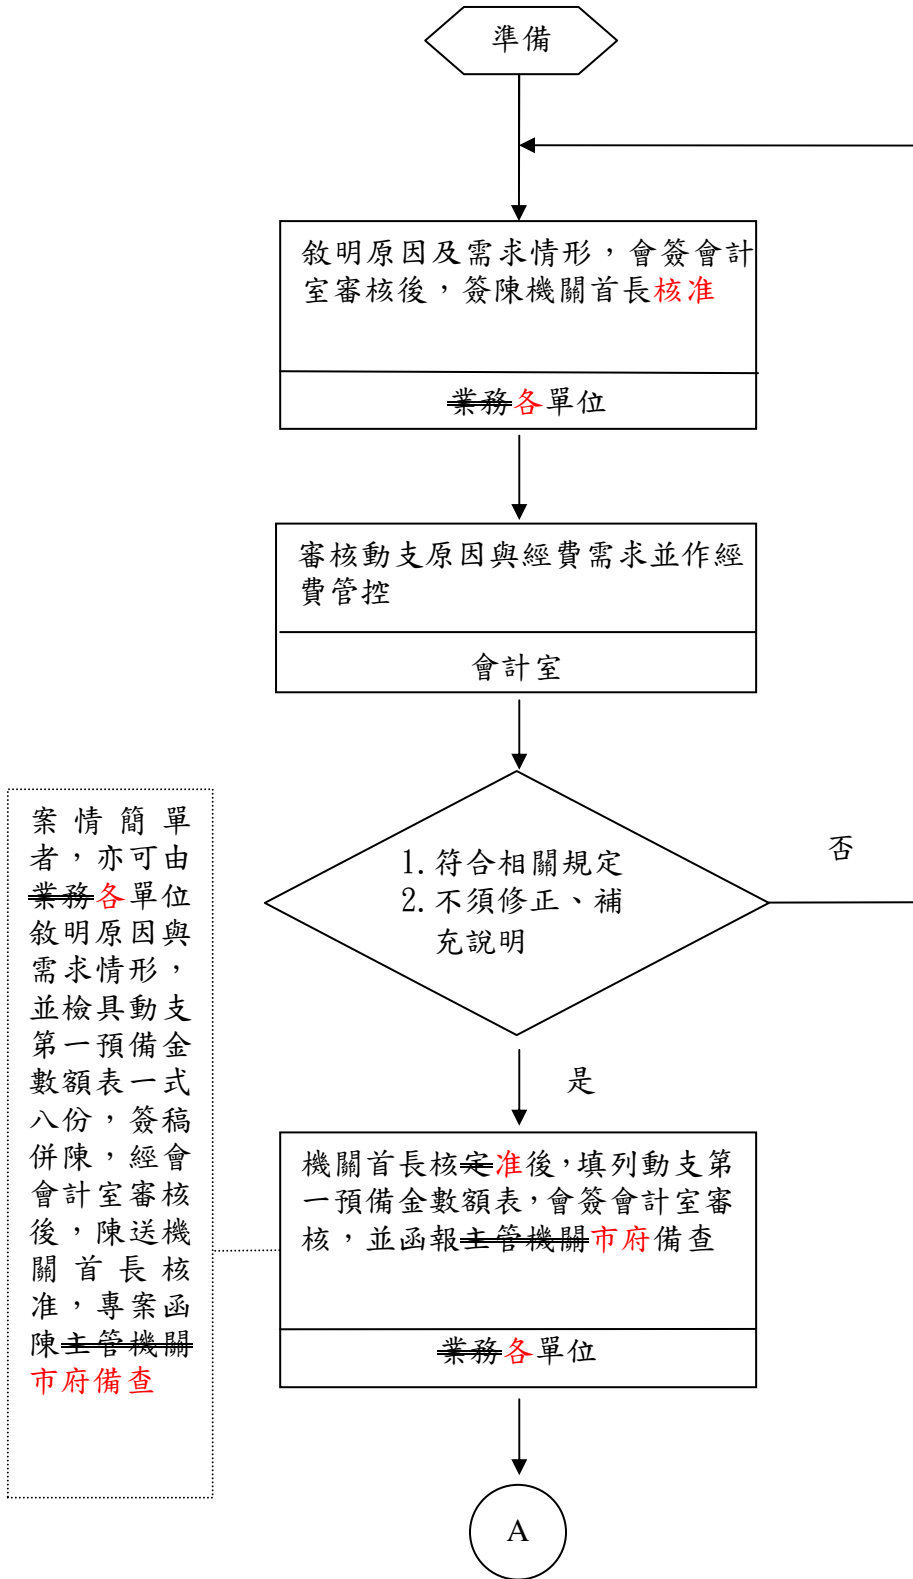 準備
敘明原因及需求情形，會簽會計
室審核後，簽陳機關首長核准
業務各單位
審核動支原因與經費需求並作經
費管控
會計室
1. 符合相關規定
2. 不須修正、補
充說明
否
是
案情簡單
者，亦可由
業務各單位
敘明原因與
需求情形，
並檢具動支
第一預備金
數額表一式
八份，簽稿
併陳，經會
會計室審核
後，陳送機
關首長核
准，專案函
陳主管機關
市府備查
機關首長核定准後，填列動支第
一預備金數額表，會簽會計室審
核，並函報主管機關市府備查
業務各單位
A